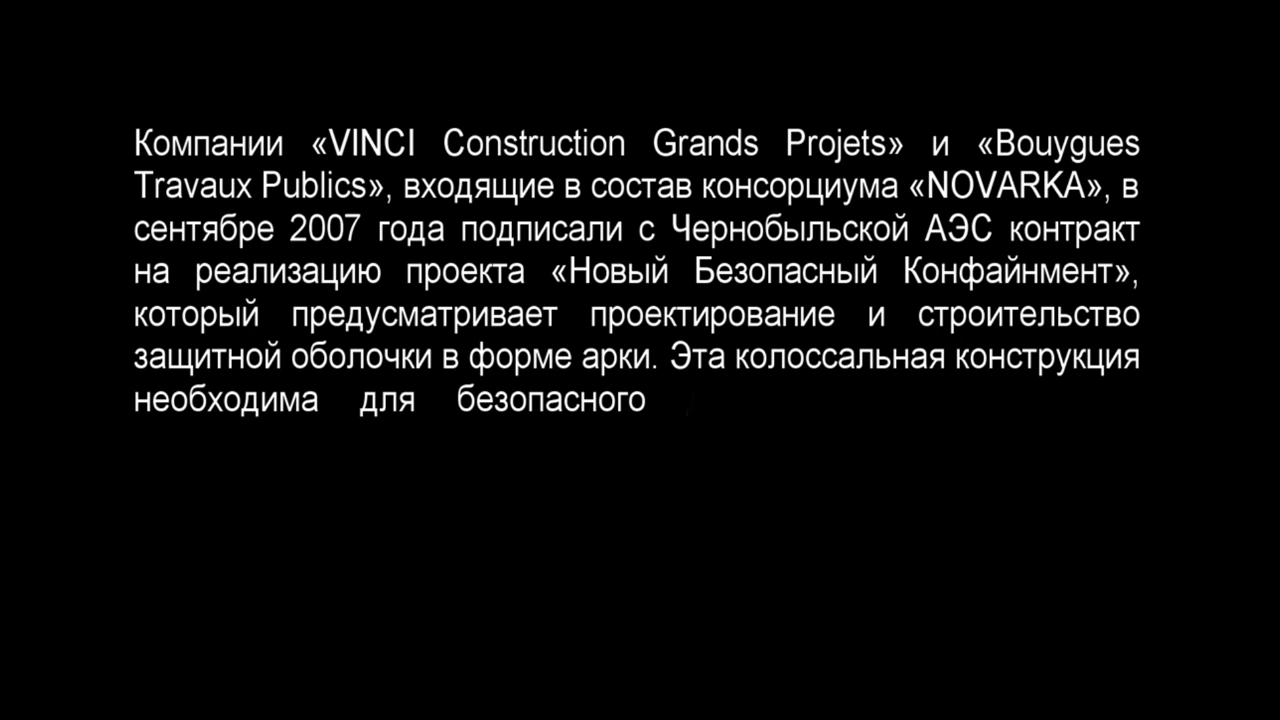 Компании «VINCI Construction Grands Projets» и «Bouygues
Travaux Publics», входящие в состав консорциума «NOVARKA», в
сентябре 2007 года подписали с Чернобыльской АЭС контракт
на реализацию проекта «Новый Безопасный Конфайнмент»,
который предусматривает проектирование и строительство
защитной оболочки в форме арки. Эта колоссальная конструкция
необходима для безопасного